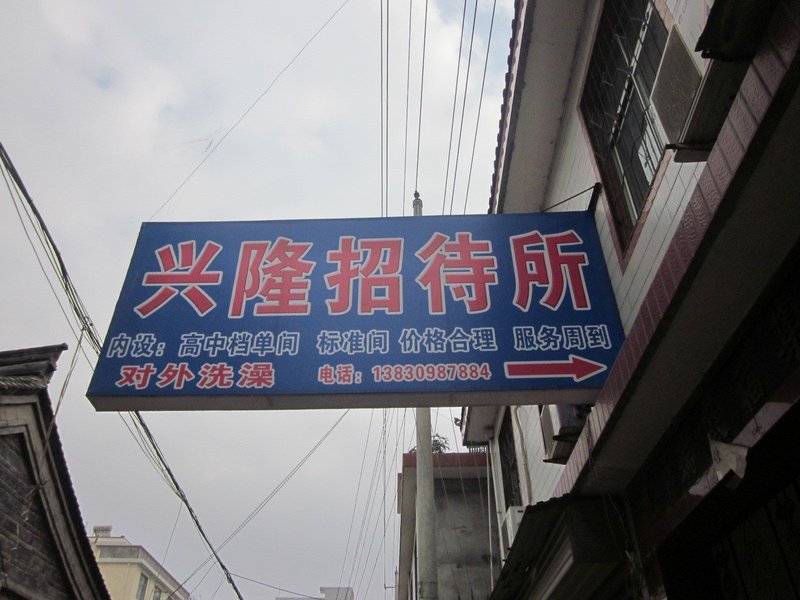 兴隆招待所
内设：高中档单间 标准间 价格合理 服务周到
对外洗澡 电话：13830987884